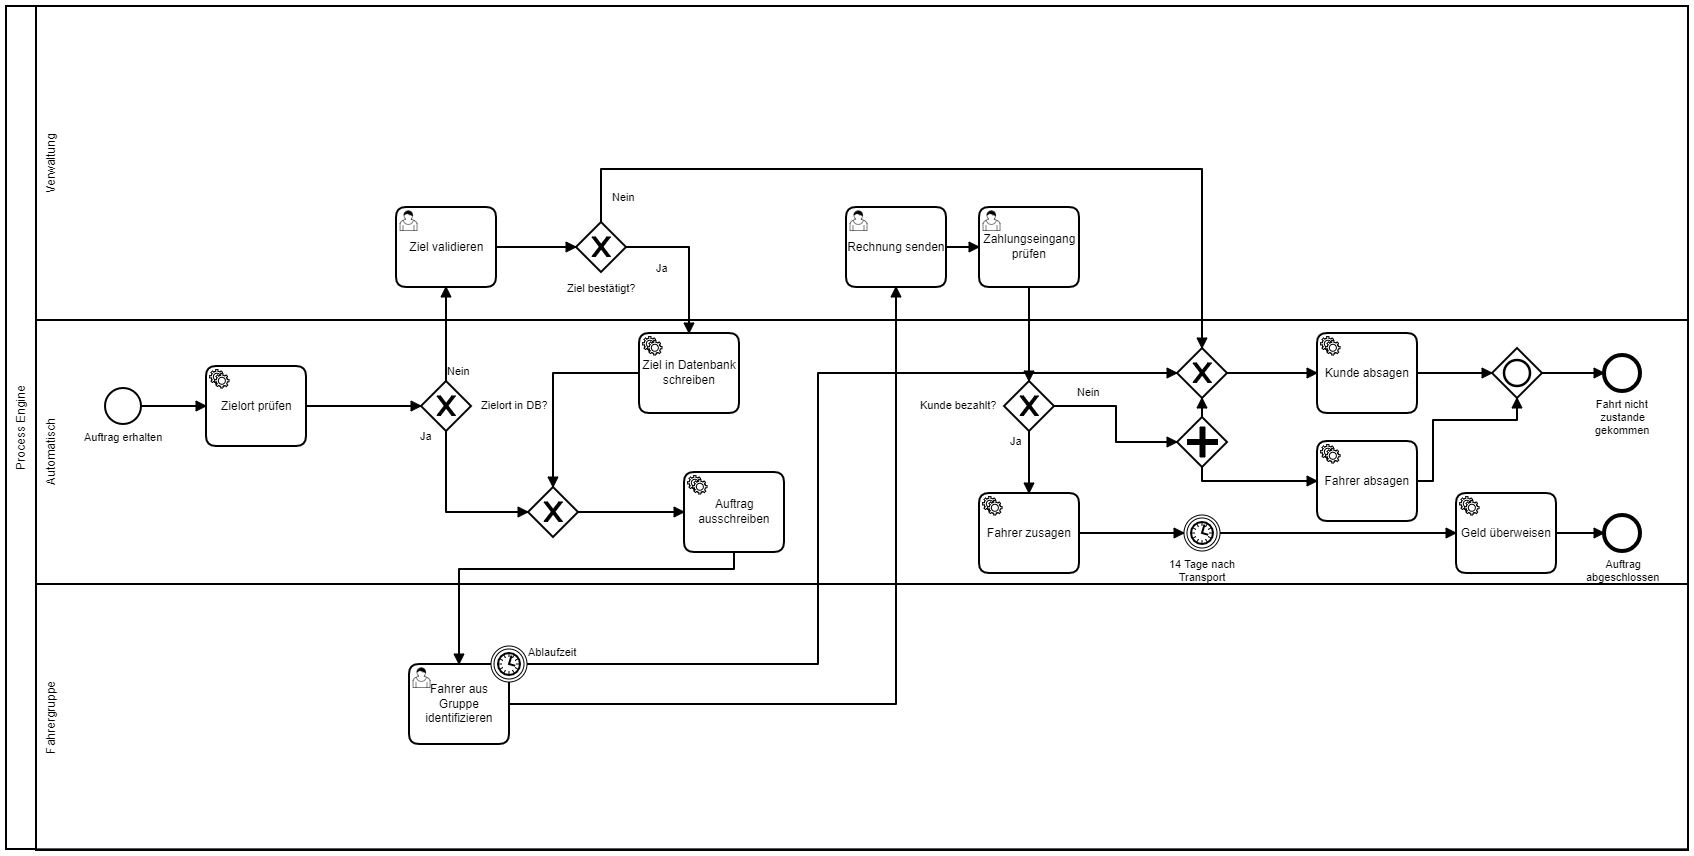 Process Engine
Verwaltung
Nein
Ziel validieren
Ja
Ziel bestätigt?
Rechnung senden
Zahlungseingang
prüfen
Automatisch
Auftrag erhalten
Zielort prüfen
Nein
Zielort in DB?
Ja
Ziel in Datenbank
schreiben
Auftrag
ausschreiben
Kunde bezahlt?
Nein
Ja
Kunde absagen
Fahrer absagen
Fahrt nicht
zustande
gekommen
Fahrer zusagen
14 Tage nach
Transport
Geld überweisen
Auftrag
abgeschlossen
Fahrergruppe
Ablaufzeit
Fahrer aus
Gruppe
identifizieren